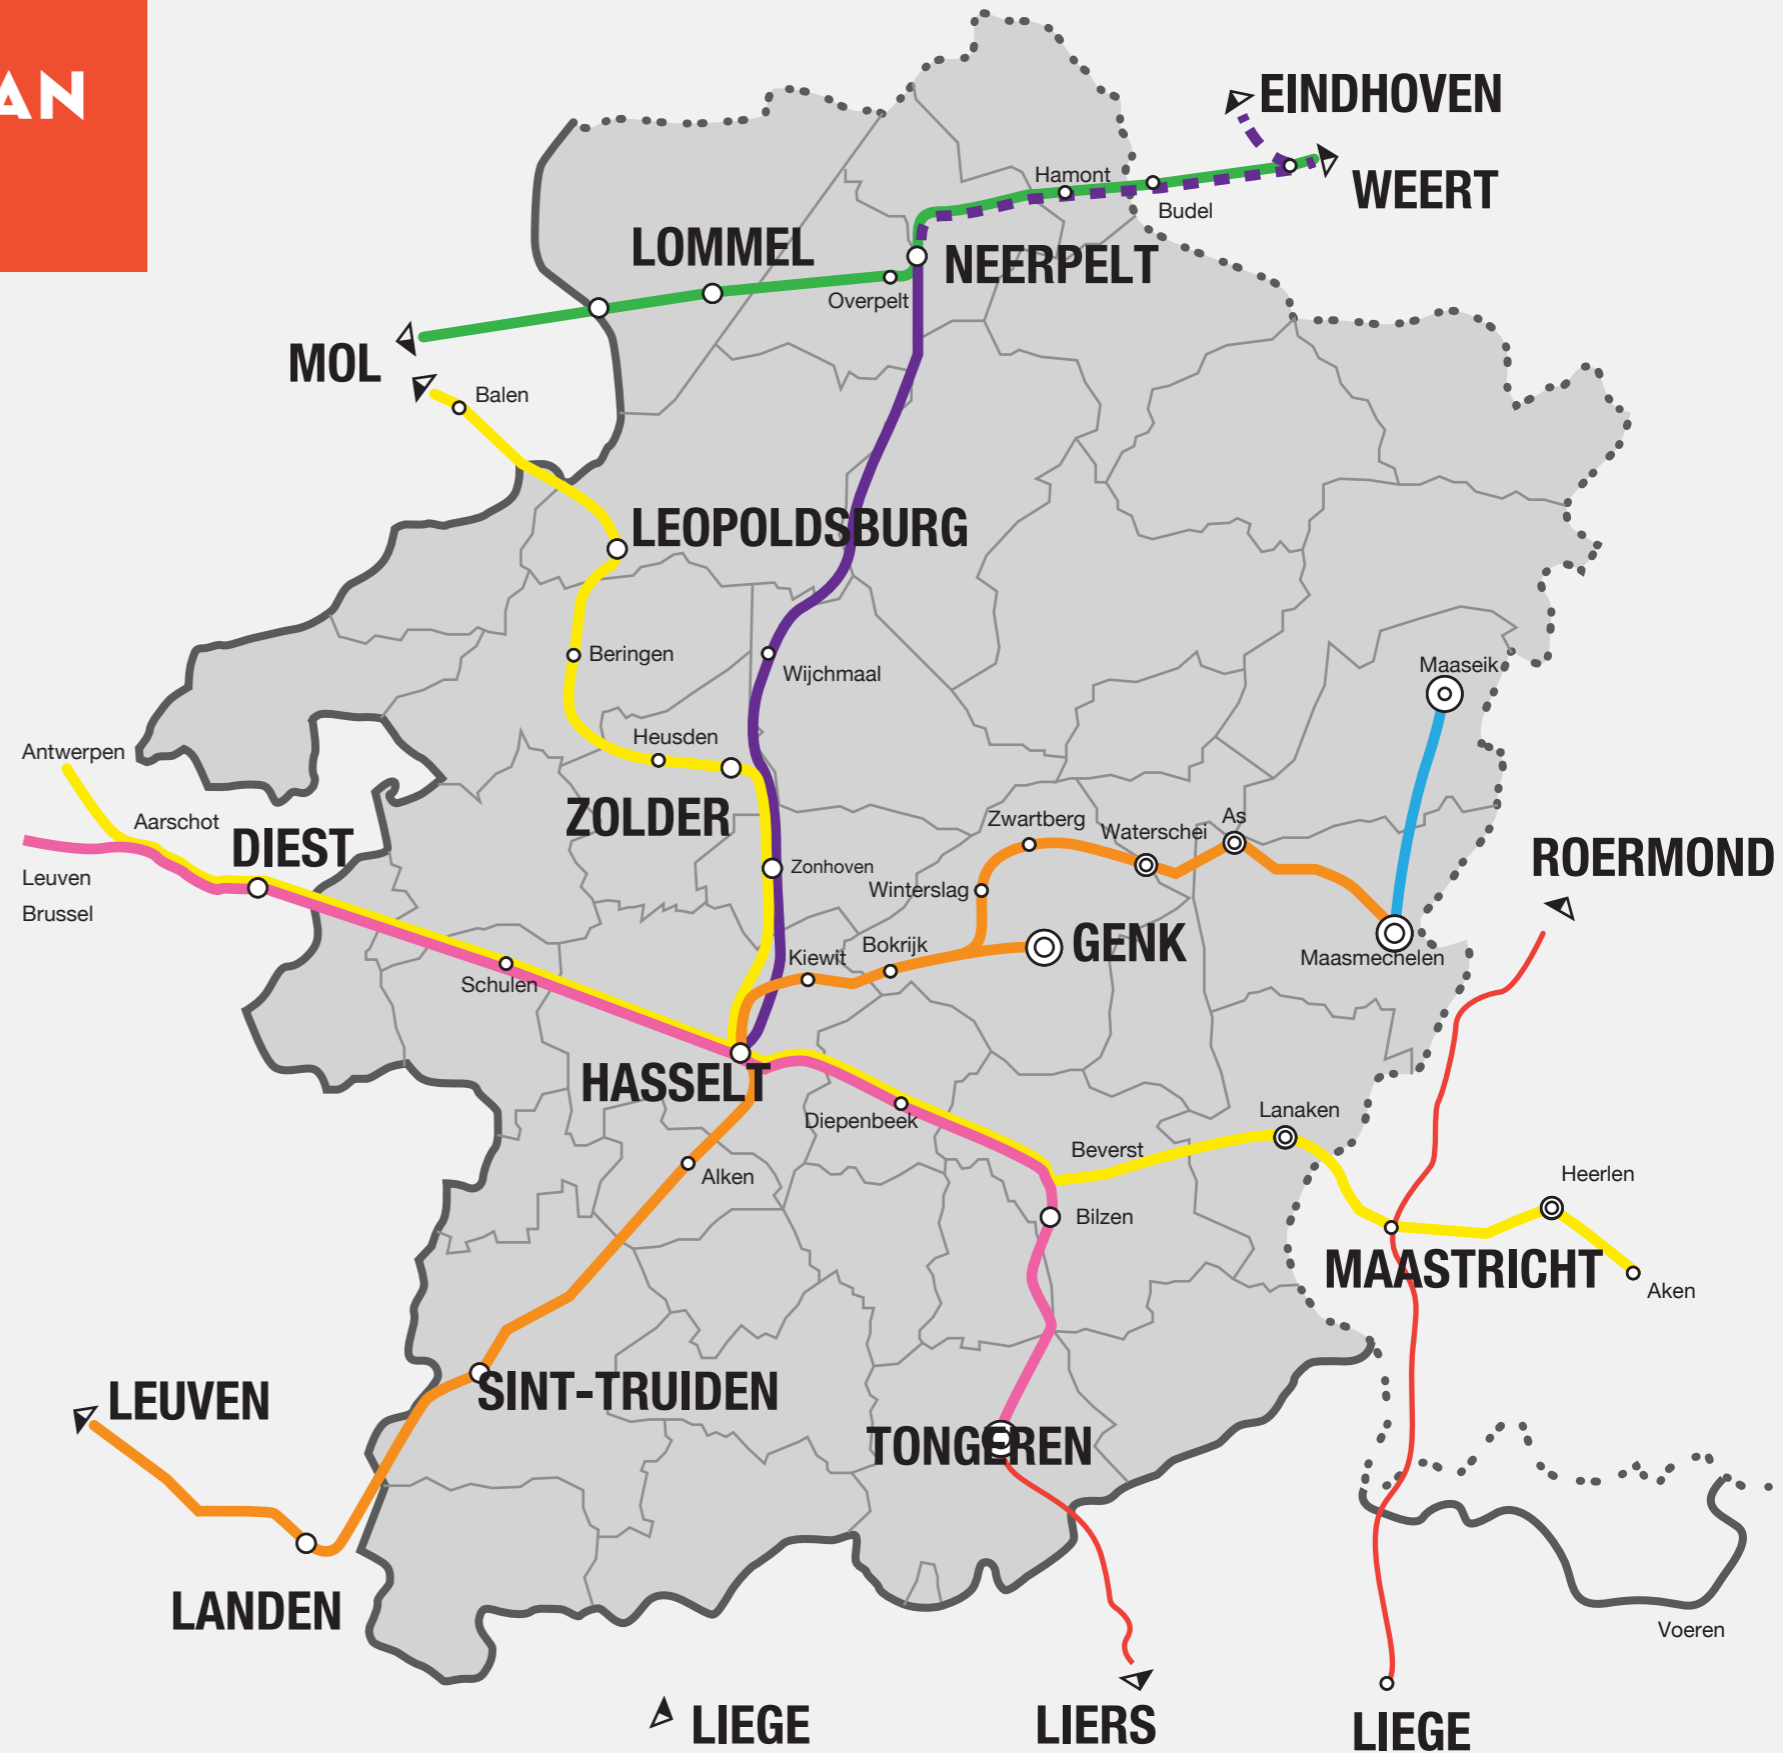 AN
EINDHOVEN
WEERT
Hamont
Budel
LOMMEL
NEERPELT
Overpelt
MOL
Balen
LEOPOLDSBURG
Beringen
Wijchmaal
Maaseik
Antwerpen
Heusden
Aarschot
ZOLDER
DIEST
Zwartberg
Waterschei
As
ROERMOND
Leuven
Brussel
Zonhoven
Winterslag
Schulen
Kiewit
Bokrijk
GENK
Maasmechelen
HASSELT
Diepenbeek
Lanaken
Beverst
Alken
Heerlen
Bilzen
MAASTRICHT
Aken
LEUVEN
SINT-TRUIDEN
TONGEREN
LANDEN
Voeren
LIEGE
LIERS
LIEGE